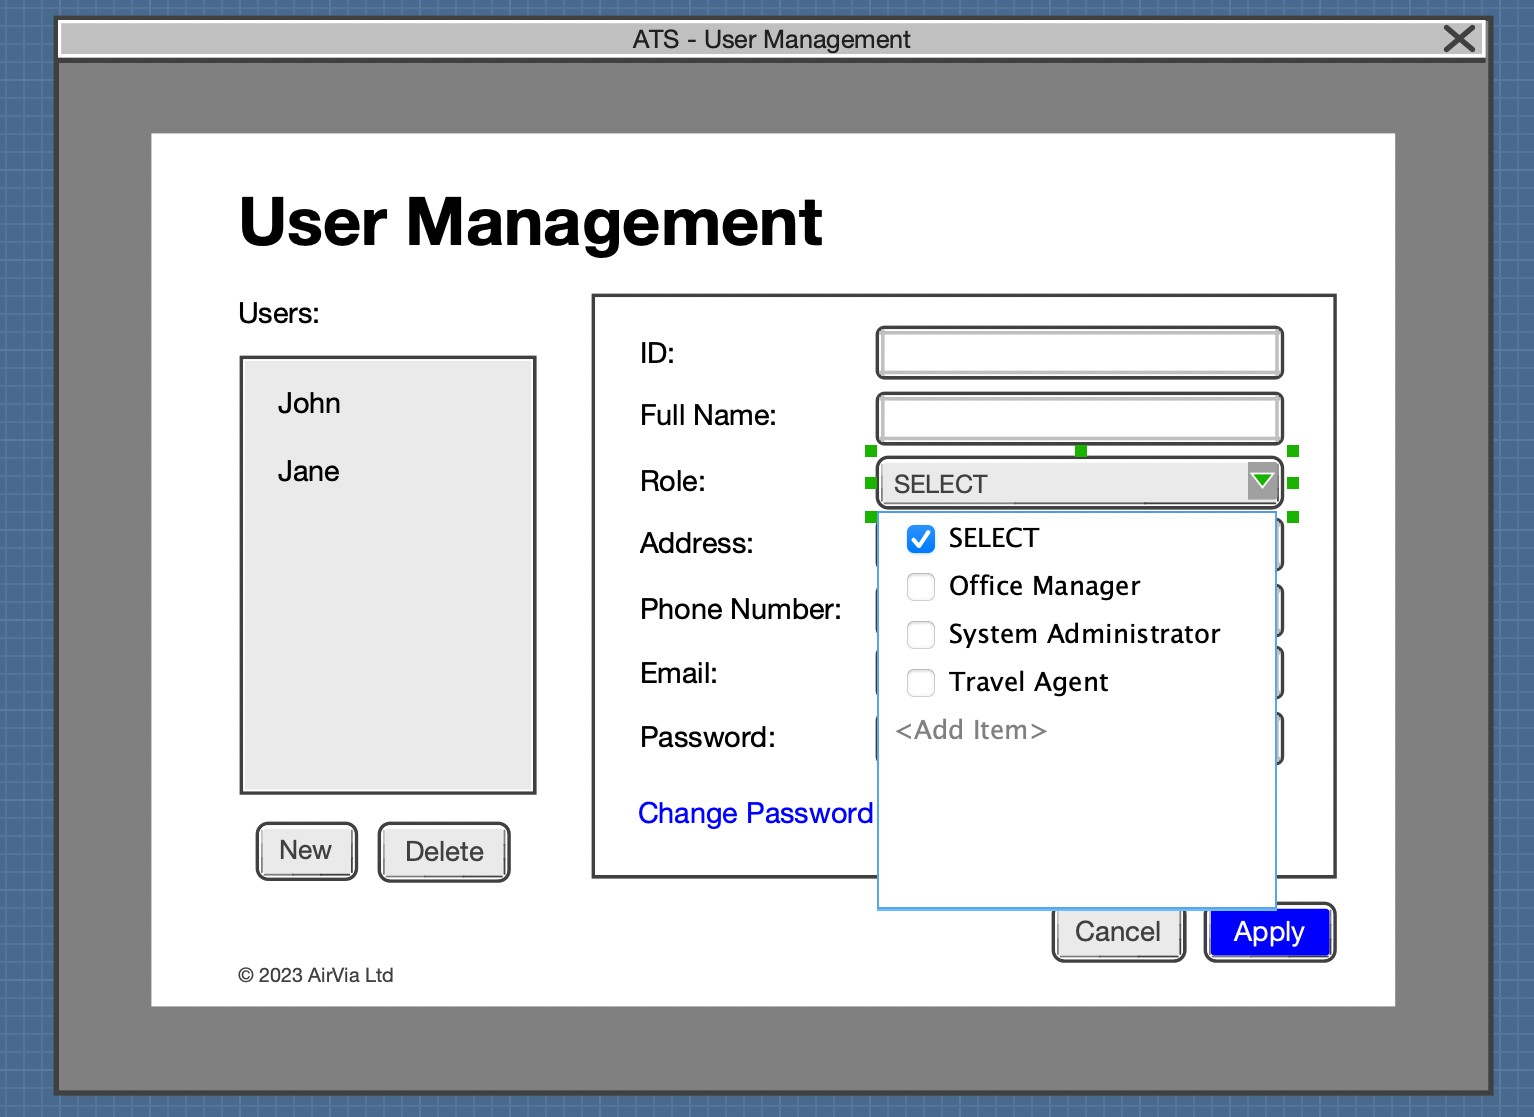 ATS - User Management
User Management
Users:
John
Jane
New
Delete
ID:
Full Name:
Role:
SELECT
Address:
Phone Number:
Email:
Password:
Change Password
SELECT
Office Manager
System Administrator
Travel Agent
<Add Item>
Cancel
Apply
© 2023 AirVia Ltd